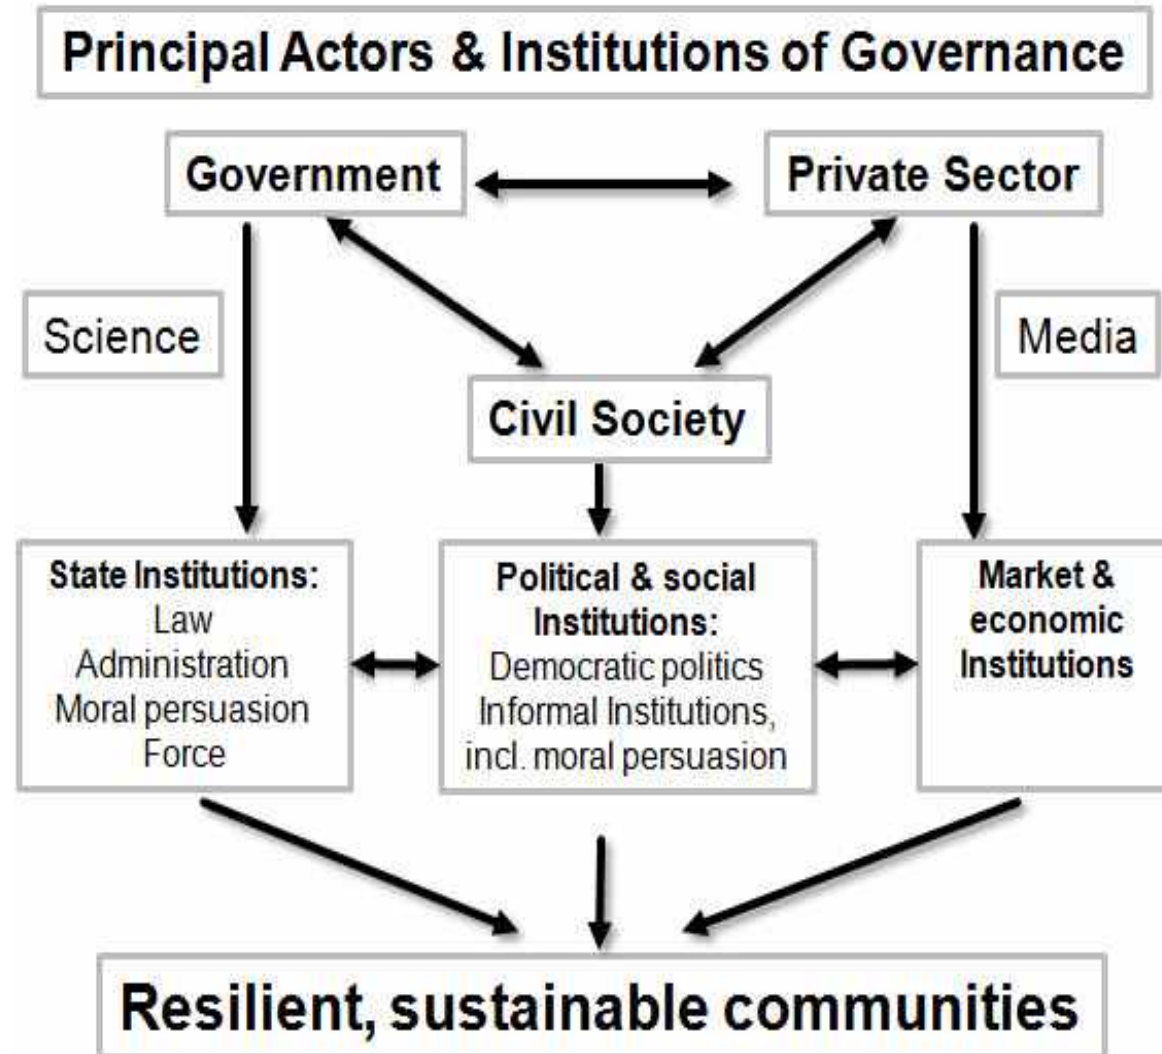 Principal Actors & Institutions of Governance
Government
Private Sector
Science
Media
Civil Society
State Institutions:
Law
Administration
Moral persuasion
Force
Political & social
Institutions:
Democratic politics
Informal Institutions,
incl. moral persuasion
Market &
economic
Institutions
Resilient, sustainable communities